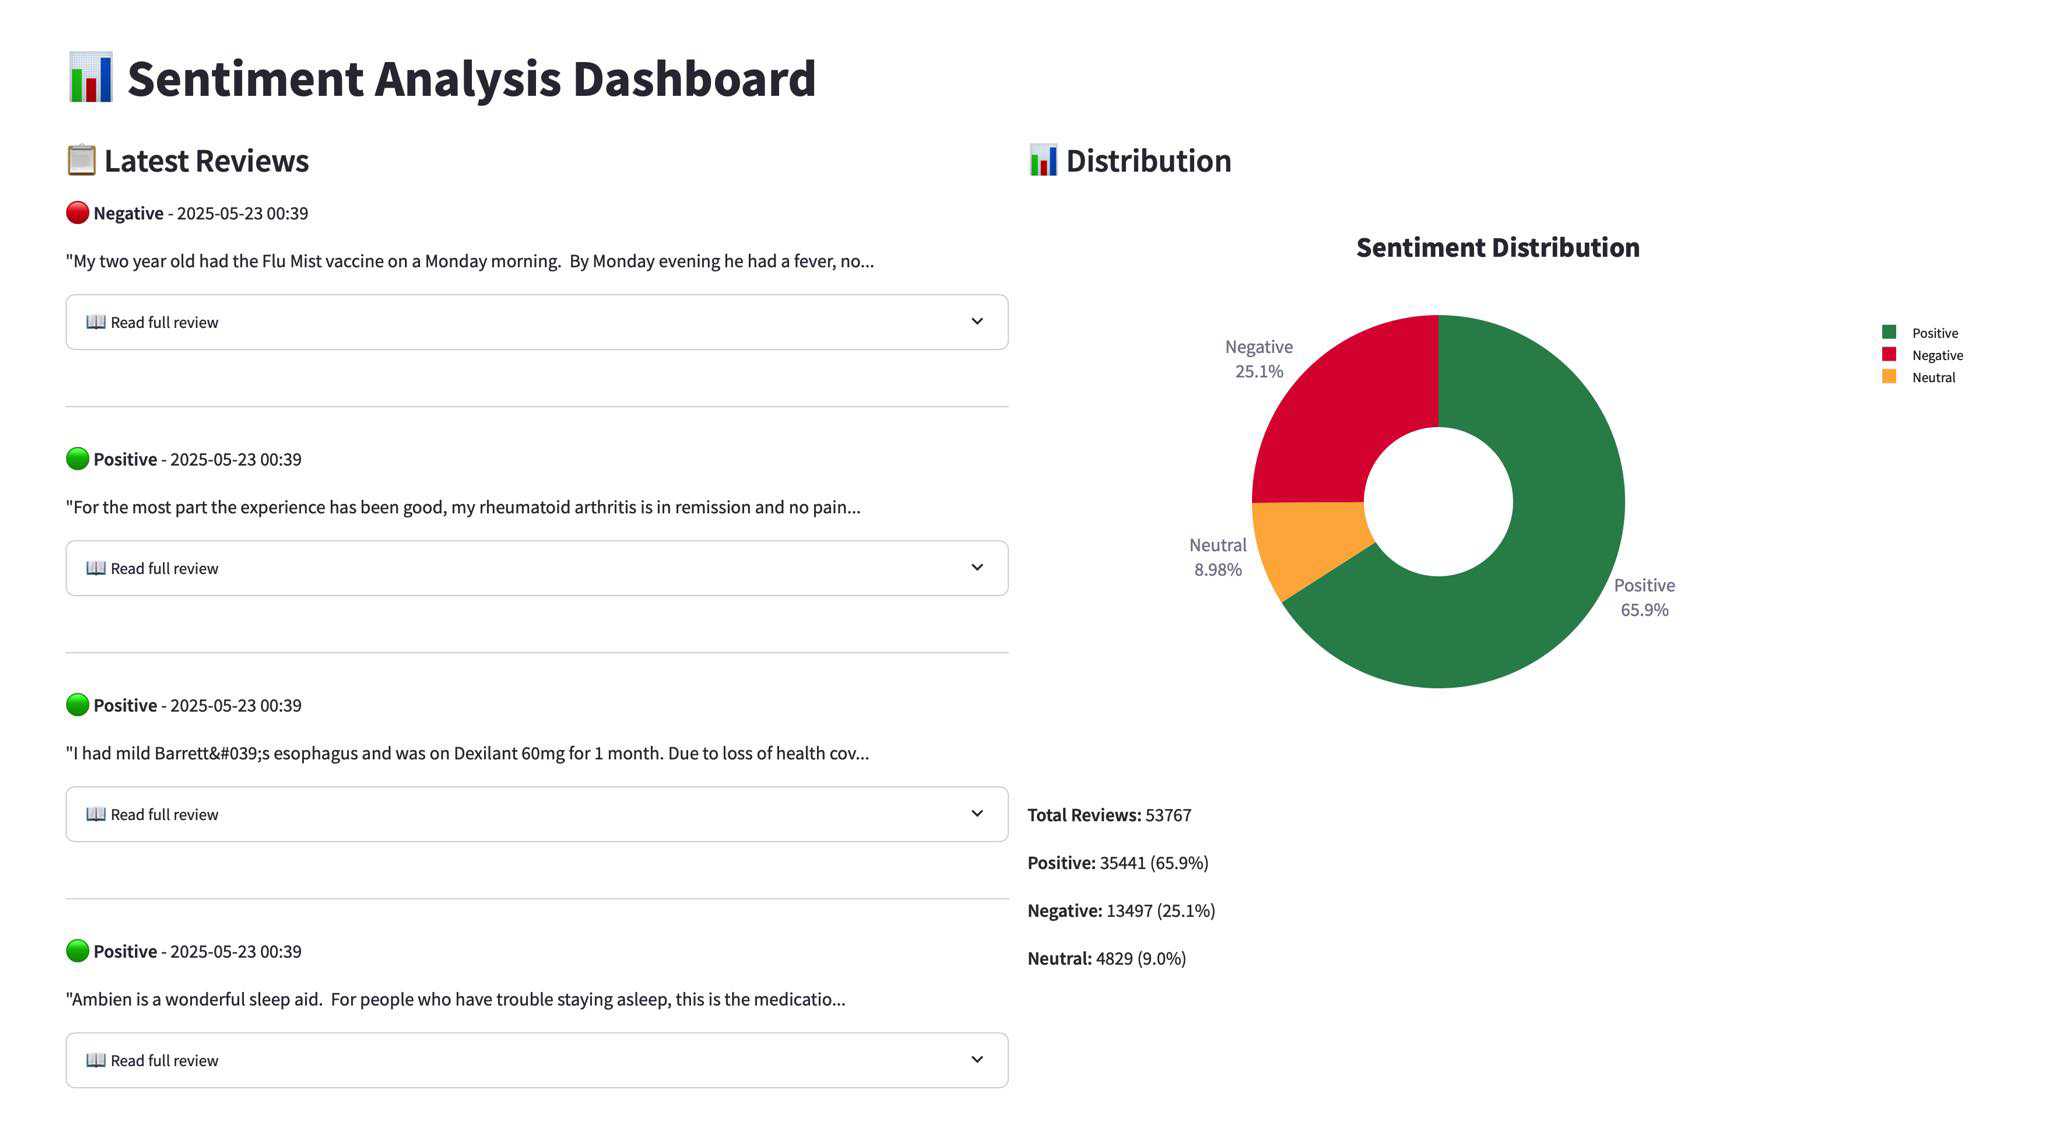 Sentiment Analysis Dashboard
Latest Reviews
Negative - 2025-05-23 00:39
"My two year old had the Flu Mist vaccine on a Monday morning.  By Monday evening he had a fever, no...
Read full review
Positive - 2025-05-23 00:39
"For the most part the experience has been good, my rheumatoid arthritis is in remission and no pain...
Read full review
Positive - 2025-05-23 00:39
"I had mild Barrett&#039;s esophagus and was on Dexilant 60mg for 1 month. Due to loss of health cov...
Read full review
Positive - 2025-05-23 00:39
"Ambien is a wonderful sleep aid.  For people who have trouble staying asleep, this is the medicatio...
Read full review
Distribution
Sentiment Distribution
Negative
25.1%
Neutral
8.98%
Positive
65.9%
Positive
Negative
Neutral
Total Reviews: 53767
Positive: 35441 (65.9%)
Negative: 13497 (25.1%)
Neutral: 4829 (9.0%)